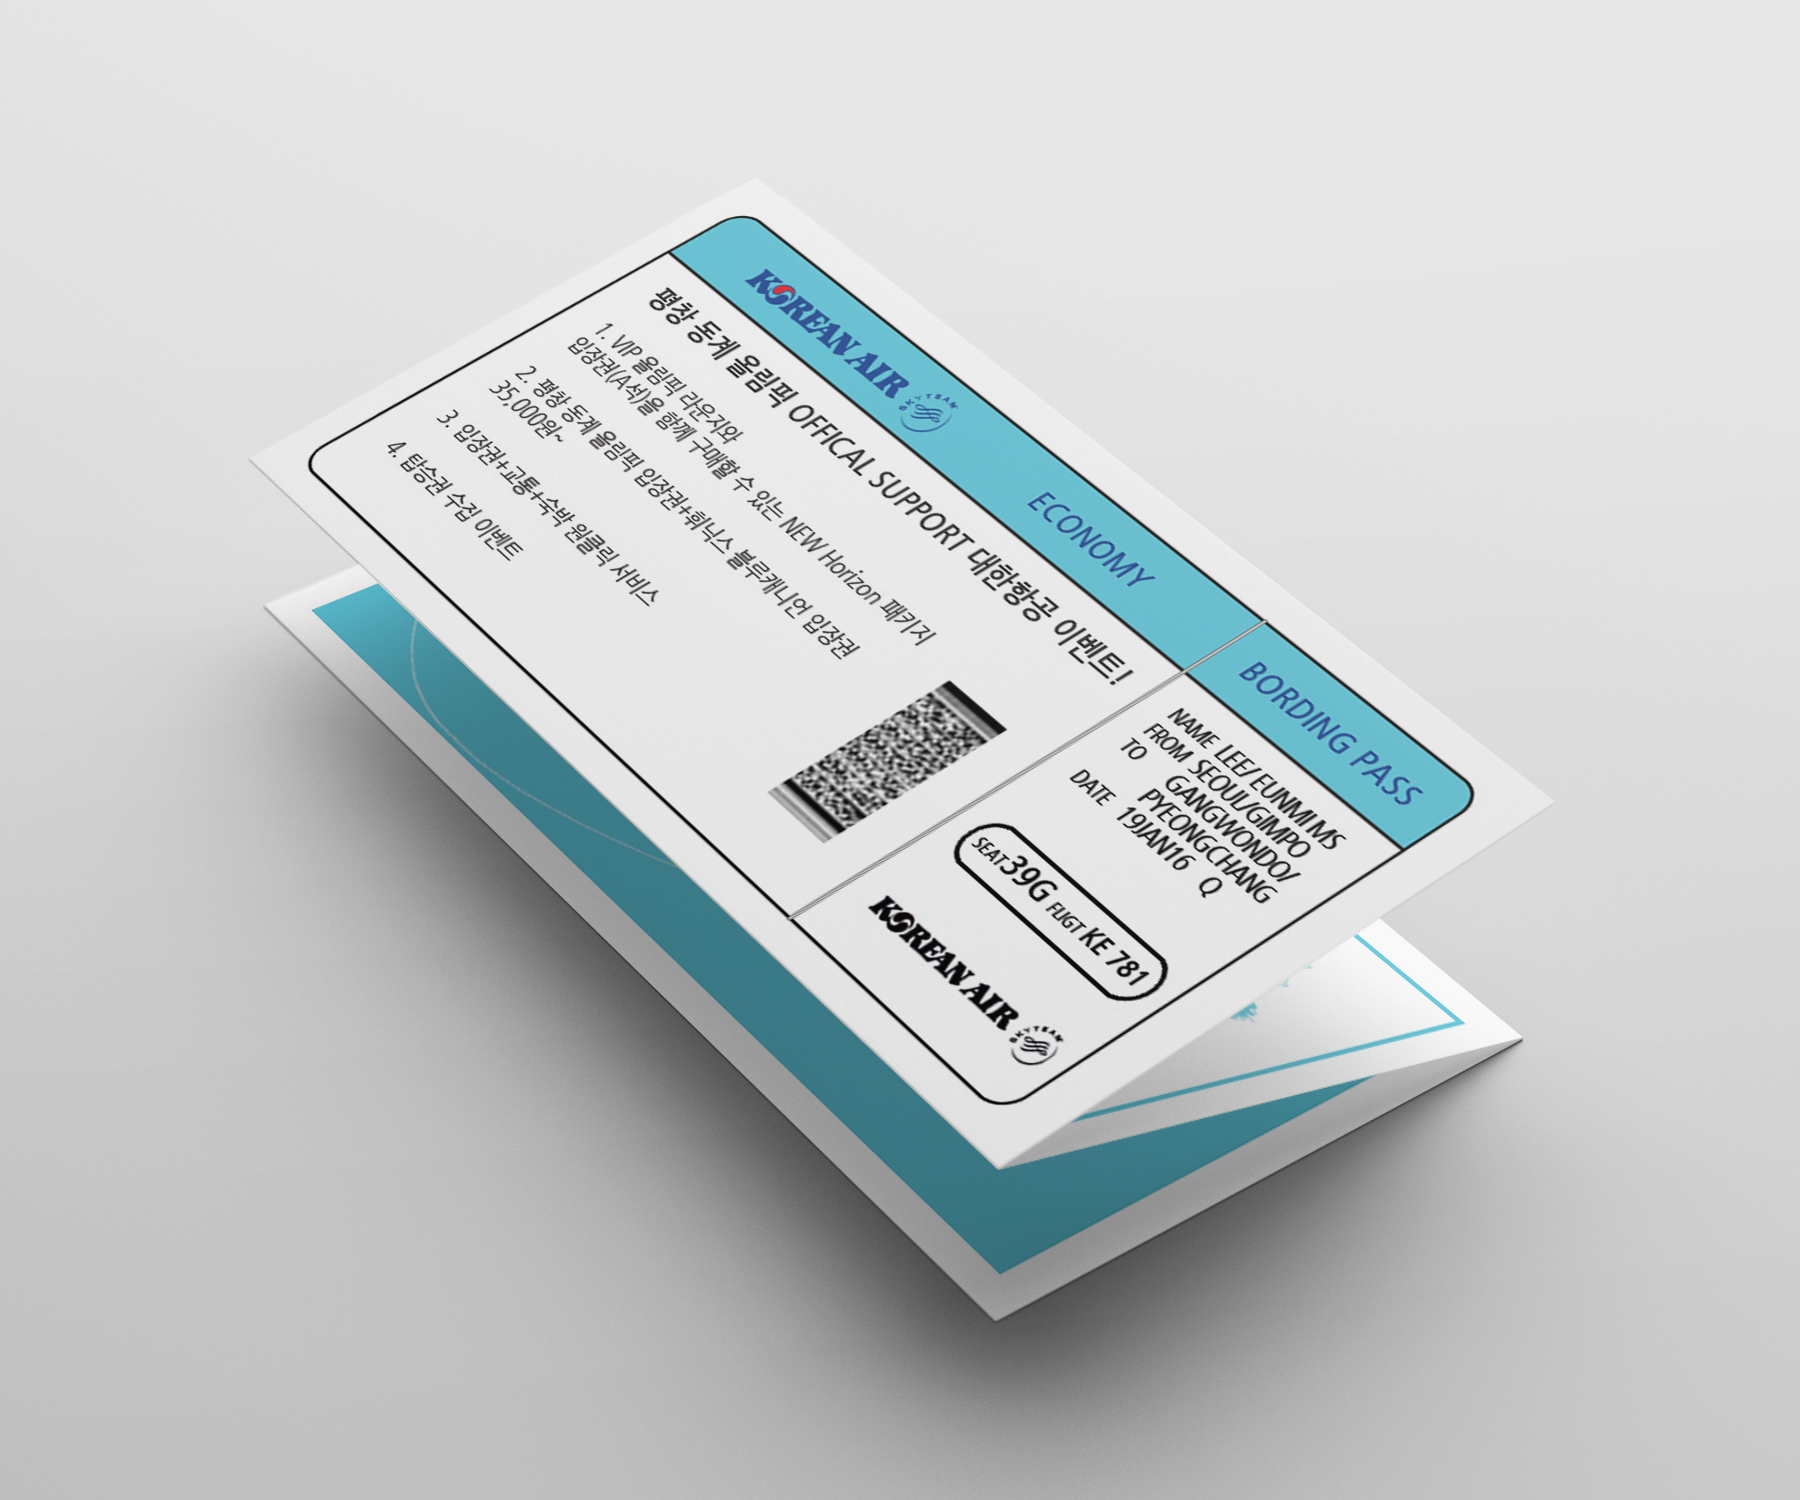 KOREAN AIR
SKYTEAM
ECONOMY
BORDING PASS
평창 동계 올림픽 OFFICAL SUPPORT 대한항공 이벤트!
1. VIP 올림픽 라운지와
입장권(A석)을 함께 구매할 수 있는 NEW Horizon 패키지
2. 평창 동계 올림픽 입장권+휘닉스 블루캐니언 입장권
35,000원~
3. 입장권+교통+숙박 원클릭 서비스
4. 탑승권 수집 이벤트
NAME LEE/EUNMI MS
FROM SEOUL/GIMPO
TO GANGWONDO/
PYEONGCHANG
DATE 19JAN16 Q
SEAT 39G FLIGT KE 781
KOREAN AIR
SKYTEAM